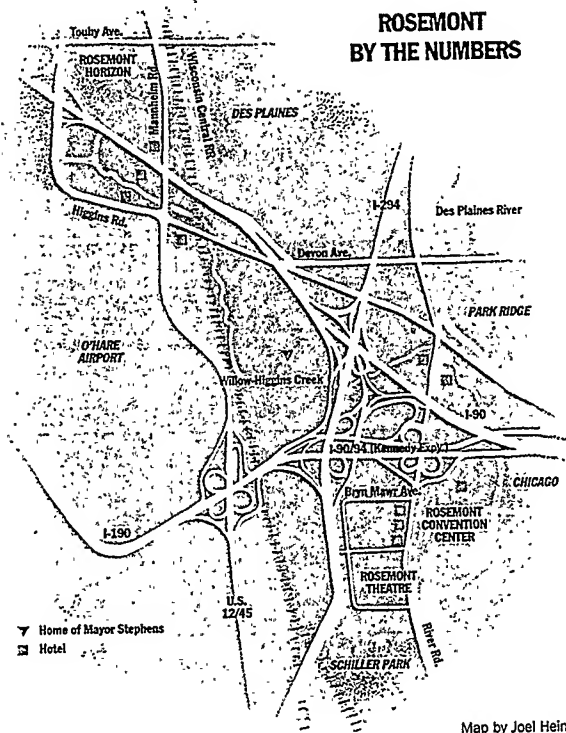 ROSEMONT
BY THE NUMBERS
Touhy Ave.
ROSEMONT
HORIZON
Mannheim Rd.
Wisconsin Central RR
DES PLAINES
I-294
Des Plaines River
Higgins Rd.
Devon Ave.
PARK RIDGE
O'HARE
AIRPORT
Willow-Higgins Creek
I-90
I-90/94 (Kennedy Expy.)
CHICAGO
Bryn Mawr Ave.
ROSEMONT
CONVENTION
CENTER
I-190
ROSEMONT
THEATRE
U.S.
12/45
River Rd.
Home of Mayor Stephens
Hotel
SCHILLER PARK
Map by Joel Hein